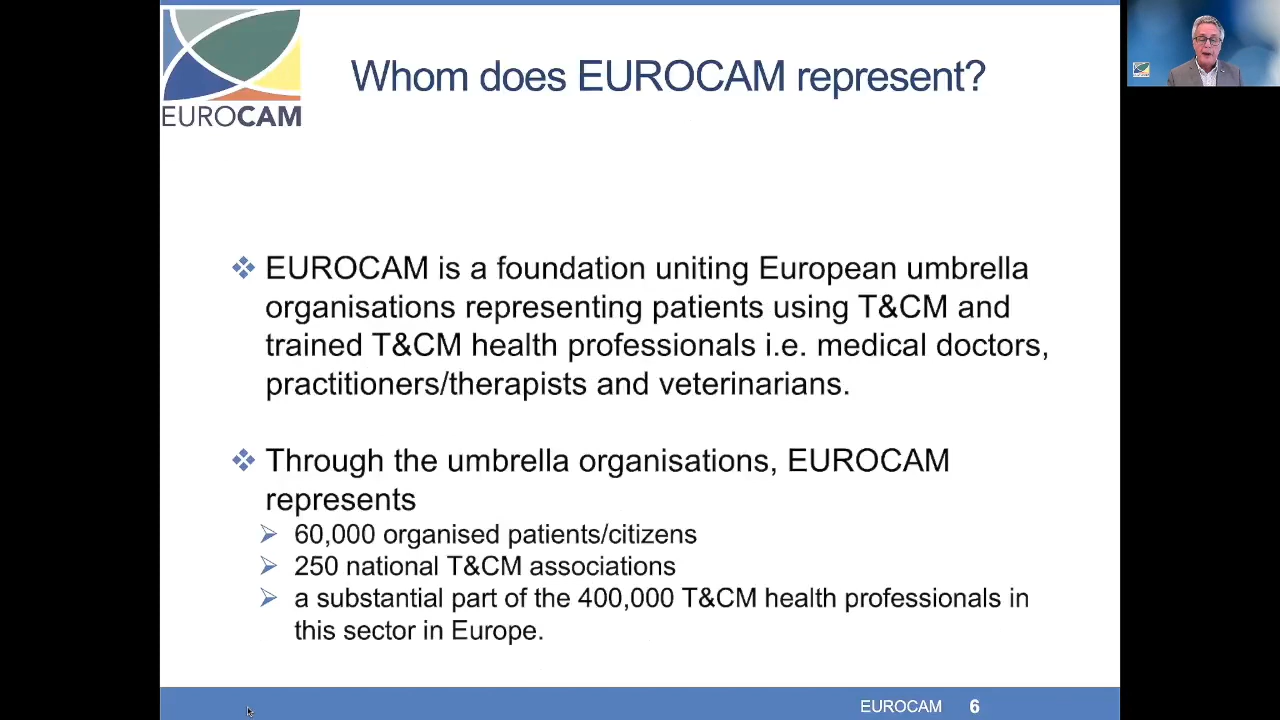 EUROCAM
Whom does EUROCAM represent?
❖ EUROCAM is a foundation uniting European umbrella
organisations representing patients using T&CM and
trained T&CM health professionals i.e. medical doctors,
practitioners/therapists and veterinarians.
❖ Through the umbrella organisations, EUROCAM
represents
➢ 60,000 organised patients/citizens
➢ 250 national T&CM associations
➢ a substantial part of the 400,000 T&CM health professionals in
this sector in Europe.
EUROCAM 6